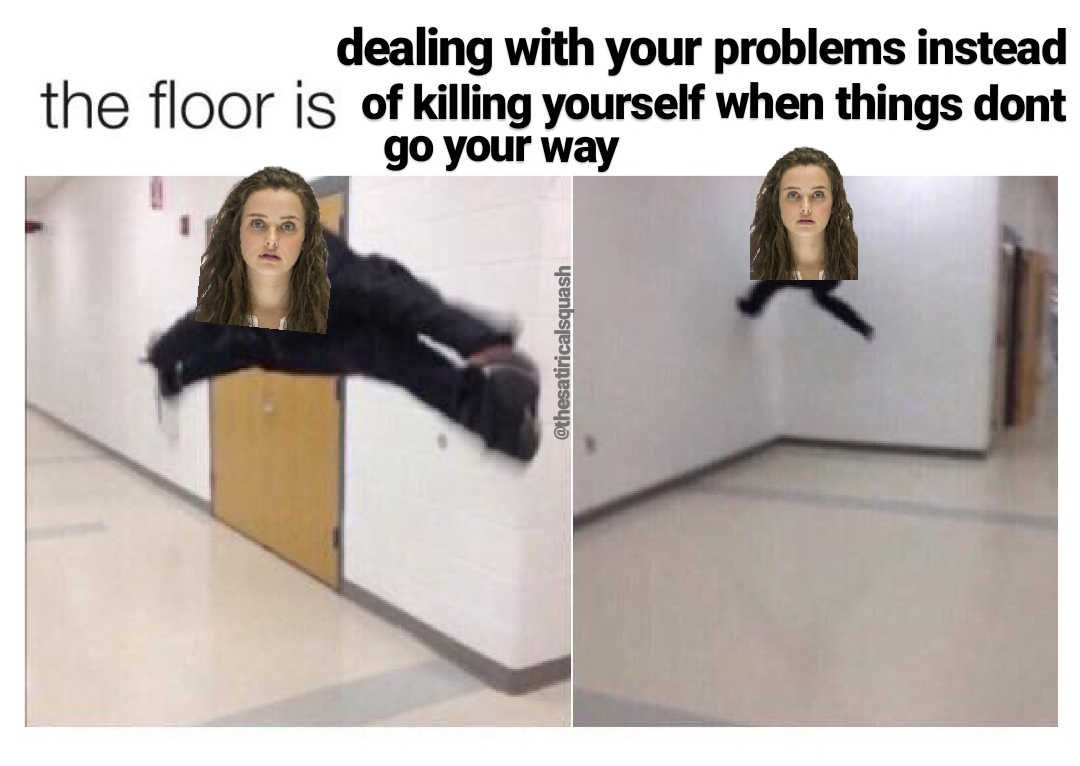 dealing with your problems instead
the floor is of killing yourself when things dont
go your way
@thesatiricalsquash